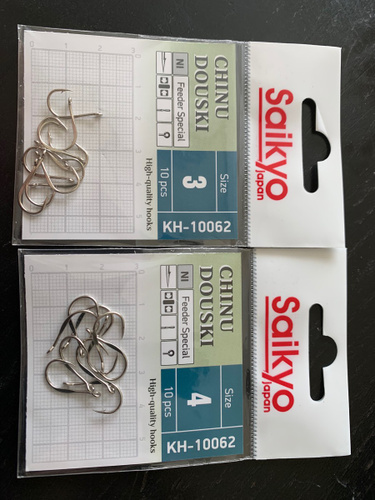 Saikyo
Japan
CHINU
DOUSKI
NI
Feeder Special
Size
3
10 pcs
High-quality hooks
KH-10062
Saikyo
Japan
CHINU
DOUSKI
NI
Feeder Special
Size
4
10 pcs
High-quality hooks
KH-10062